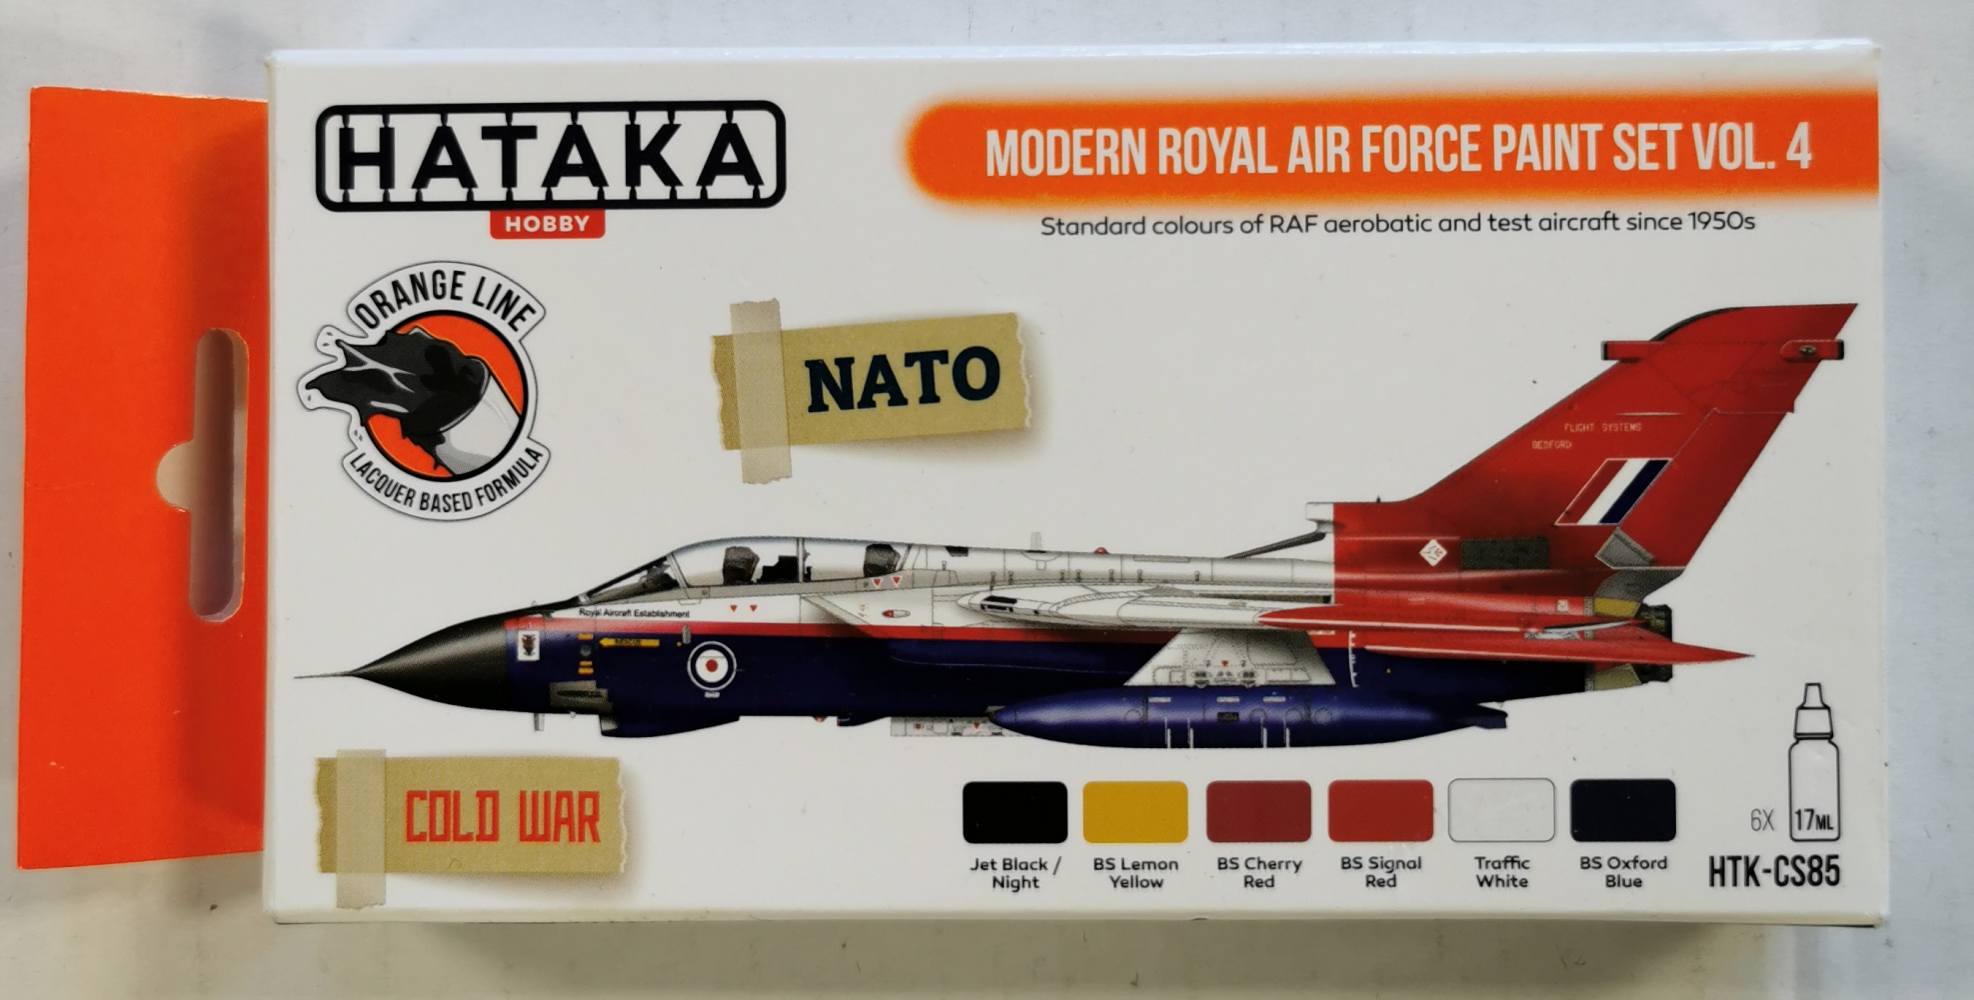 HATAKA
HOBBY
MODERN ROYAL AIR FORCE PAINT SET VOL. 4
Standard colours of RAF aerobatic and test aircraft since 1950s
ORANGE LINE
LACQUER BASED FORMULA
NATO
FLIGHT SYSTEMS
BEDFORD
Royal Aircraft Establishment
RESCUE
COLD WAR
Jet Black /
Night
BS Lemon
Yellow
BS Cherry
Red
BS Signal
Red
Traffic
White
BS Oxford
Blue
6X
17ML
HTK-CS85